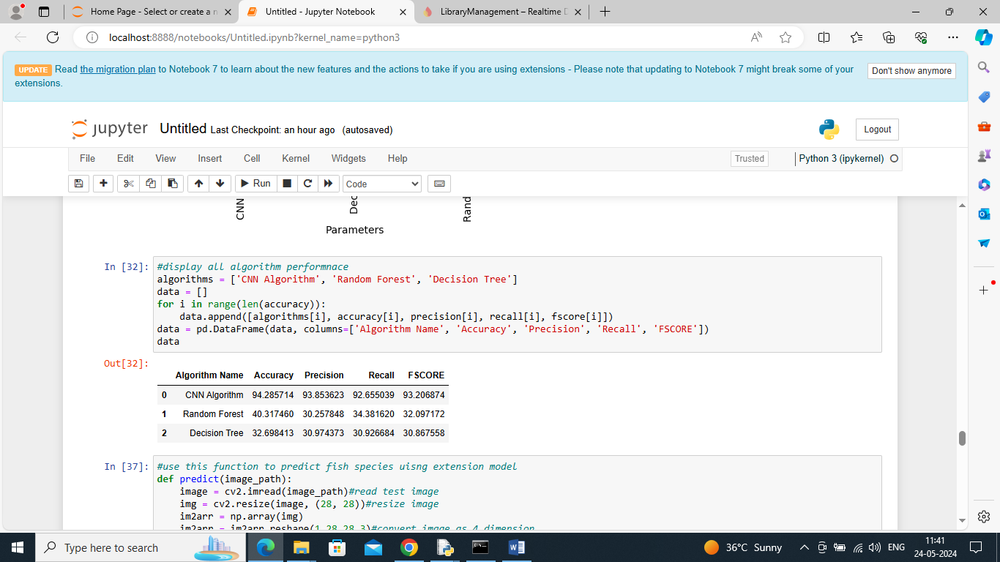 Home Page - Select or create a n
Untitled - Jupyter Notebook
LibraryManagement – Realtime D
localhost:8888/notebooks/Untitled.ipynb?kernel_name=python3
UPDATE Read the migration plan to Notebook 7 to learn about the new features and the actions to take if you are using extensions - Please note that updating to Notebook 7 might break some of your
extensions.
Don't show anymore
jupyter Untitled Last Checkpoint: an hour ago (autosaved)
Logout
File Edit View Insert Cell Kernel Widgets Help
Trusted
Python 3 (ipykernel)
Run
Code
CNN
Dec
Rand
Parameters
In [32]:
#display all algorithm performnace
algorithms = ['CNN Algorithm', 'Random Forest', 'Decision Tree']
data = []
for i in range(len(accuracy)):
    data.append([algorithms[i], accuracy[i], precision[i], recall[i], fscore[i]])
data = pd.DataFrame(data, columns=['Algorithm Name', 'Accuracy', 'Precision', 'Recall', 'FSCORE'])
data
Out[32]:
Algorithm Name Accuracy Precision Recall FSCORE
0 CNN Algorithm 94.285714 93.853623 92.655039 93.206874
1 Random Forest 40.317460 30.257848 34.381620 32.097172
2 Decision Tree 32.698413 30.974373 30.926684 30.867558
In [37]:
#use this function to predict fish species uisng extension model
def predict(image_path):
    image = cv2.imread(image_path)#read test image
    img = cv2.resize(image, (28, 28))#resize image
    im2arr = np.array(img)
    im2arr = im2arr.reshape(1,28,28,3)#convert image as 4 dimension
Type here to search
36°C Sunny
ENG
11:41
24-05-2024